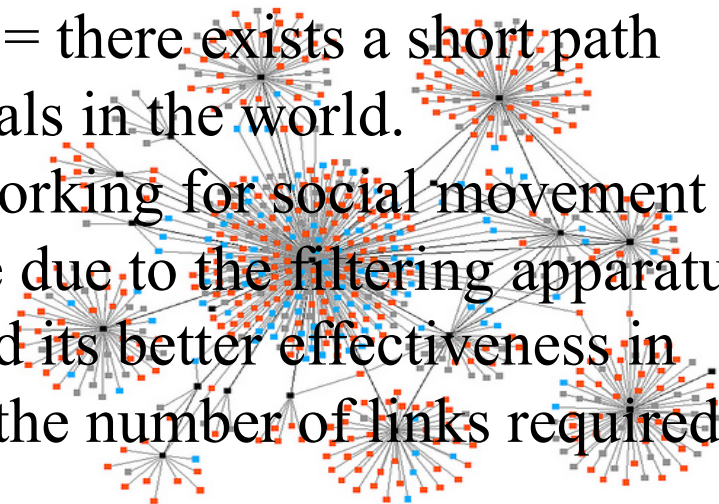 = there exists a short path
als in the world.
orking for social movement
e due to the filtering apparatu
d its better effectiveness in
the number of links required